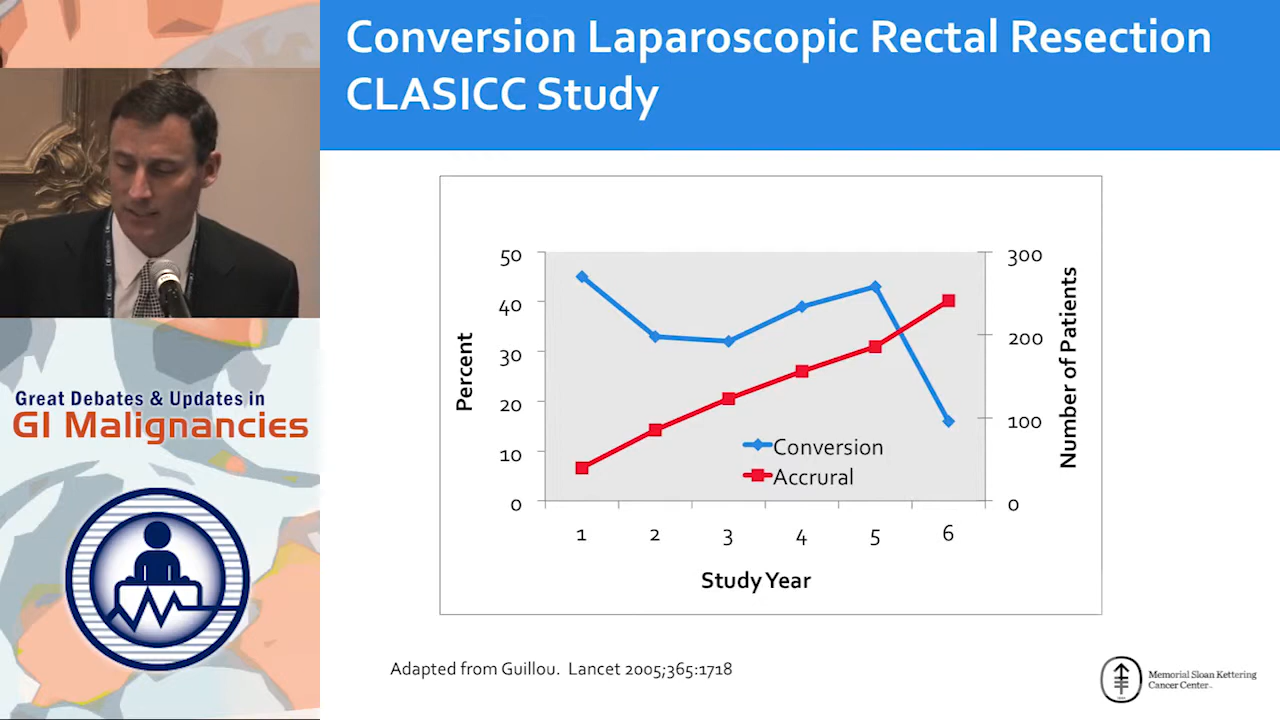 Conversion Laparoscopic Rectal Resection
CLASICC Study
Great Debates & Updates in
GI Malignancies
Percent
50
40
30
20
10
0
300
200
100
0
Number of Patients
Conversion
Accrural
1 2 3 4 5 6
Study Year
Adapted from Guillou. Lancet 2005;365:1718
Memorial Sloan Kettering
Cancer Center